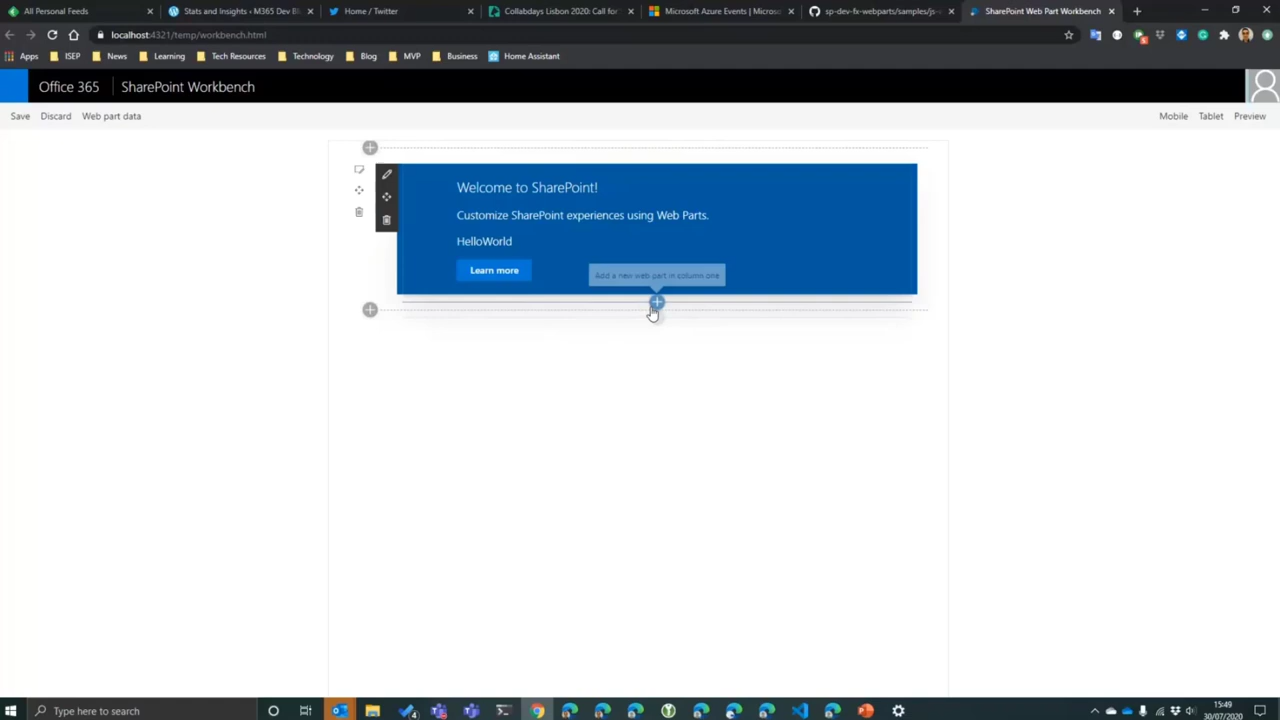 All Personal Feeds
Stats and Insights ‹ M365 Dev Bl
Home / Twitter
Collabdays Lisbon 2020: Call for
Microsoft Azure Events | Micros
sp-dev-fx-webparts/samples/js-
SharePoint Web Part Workbench
localhost:4321/temp/workbench.html
Apps
ISEP
News
Learning
Tech Resources
Technology
Blog
MVP
Business
Home Assistant
Office 365
SharePoint Workbench
Save
Discard
Web part data
Mobile
Tablet
Preview
Welcome to SharePoint!
Customize SharePoint experiences using Web Parts.
HelloWorld
Learn more
Add a new web part in column one
Type here to search
15:49
30/07/2020